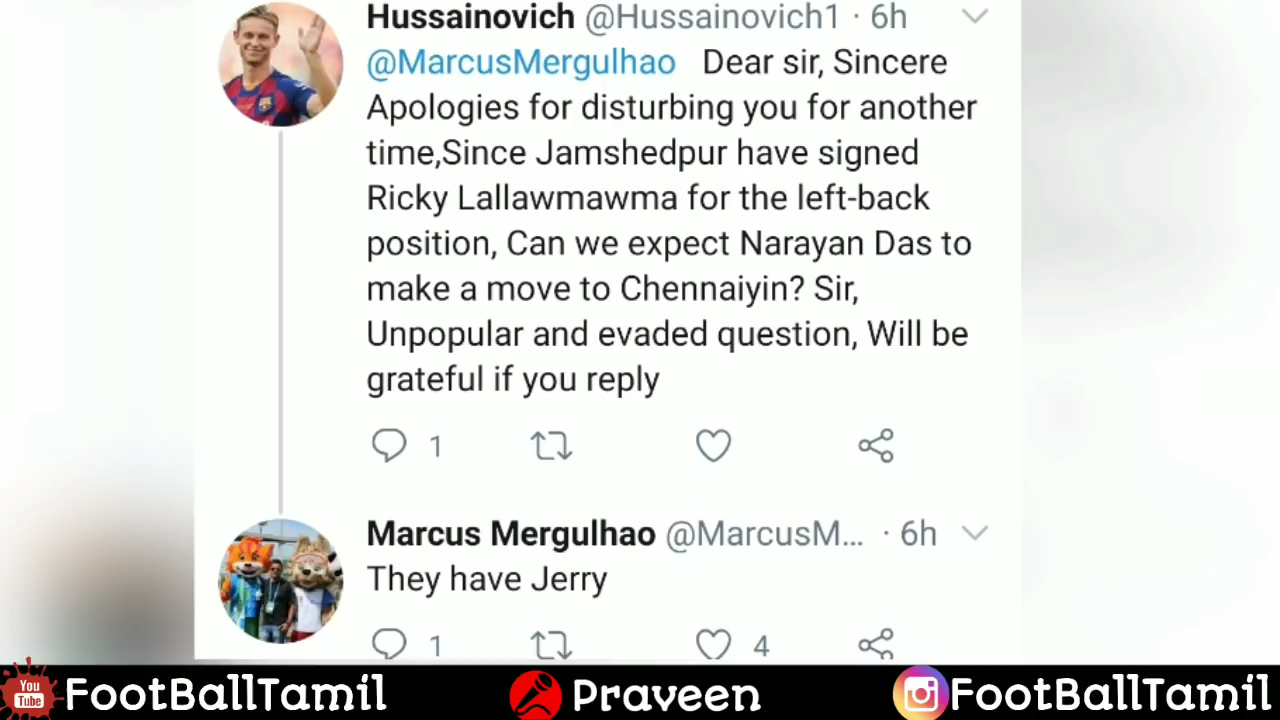 Hussainovich @Hussainovich1 · 6h
@MarcusMergulhao Dear sir, Sincere
Apologies for disturbing you for another
time,Since Jamshedpur have signed
Ricky Lallawmawma for the left-back
position, Can we expect Narayan Das to
make a move to Chennaiyin? Sir,
Unpopular and evaded question, Will be
grateful if you reply
1
Marcus Mergulhao @MarcusM... · 6h
They have Jerry
1 4
You Tube FootBallTamil Praveen FootBallTamil